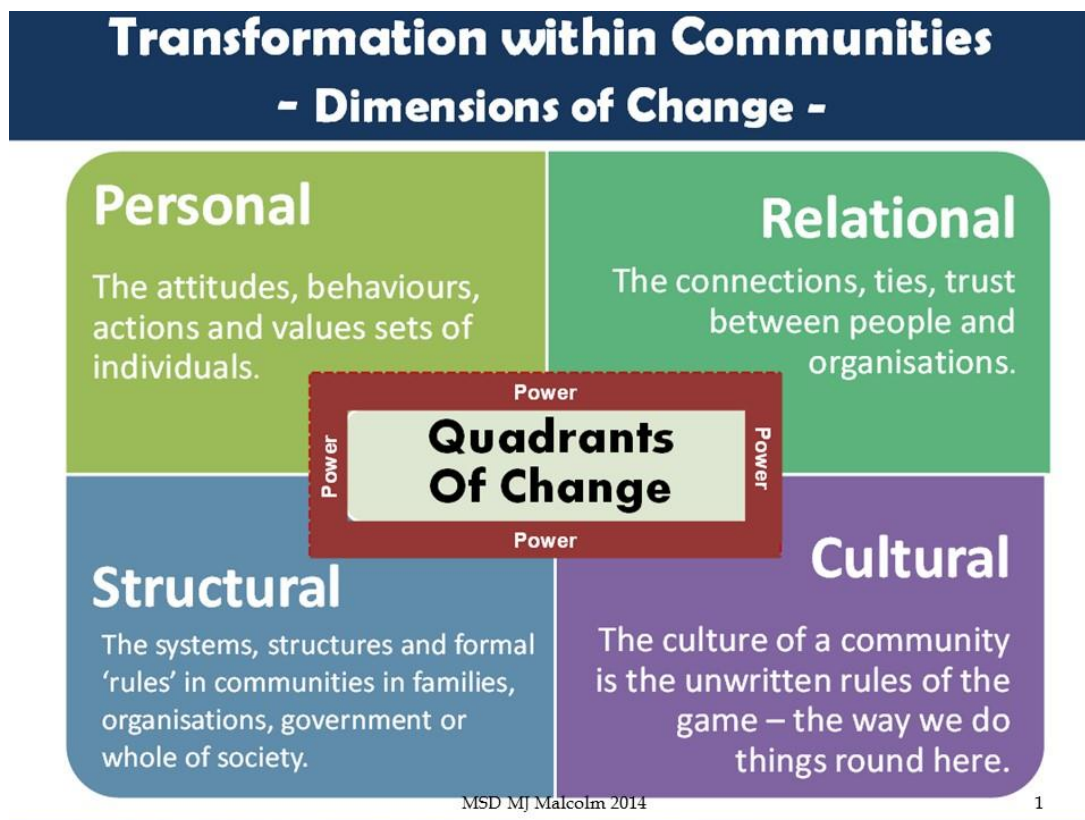 Transformation within Communities
- Dimensions of Change -
Personal
The attitudes, behaviours,
actions and values sets of
individuals.
Relational
The connections, ties, trust
between people and
organisations.
Power
Power
Quadrants
Of Change
Power
Power
Structural
The systems, structures and formal
‘rules’ in communities in families,
organisations, government or
whole of society.
Cultural
The culture of a community
is the unwritten rules of the
game – the way we do
things round here.
MSD MJ Malcolm 2014
1